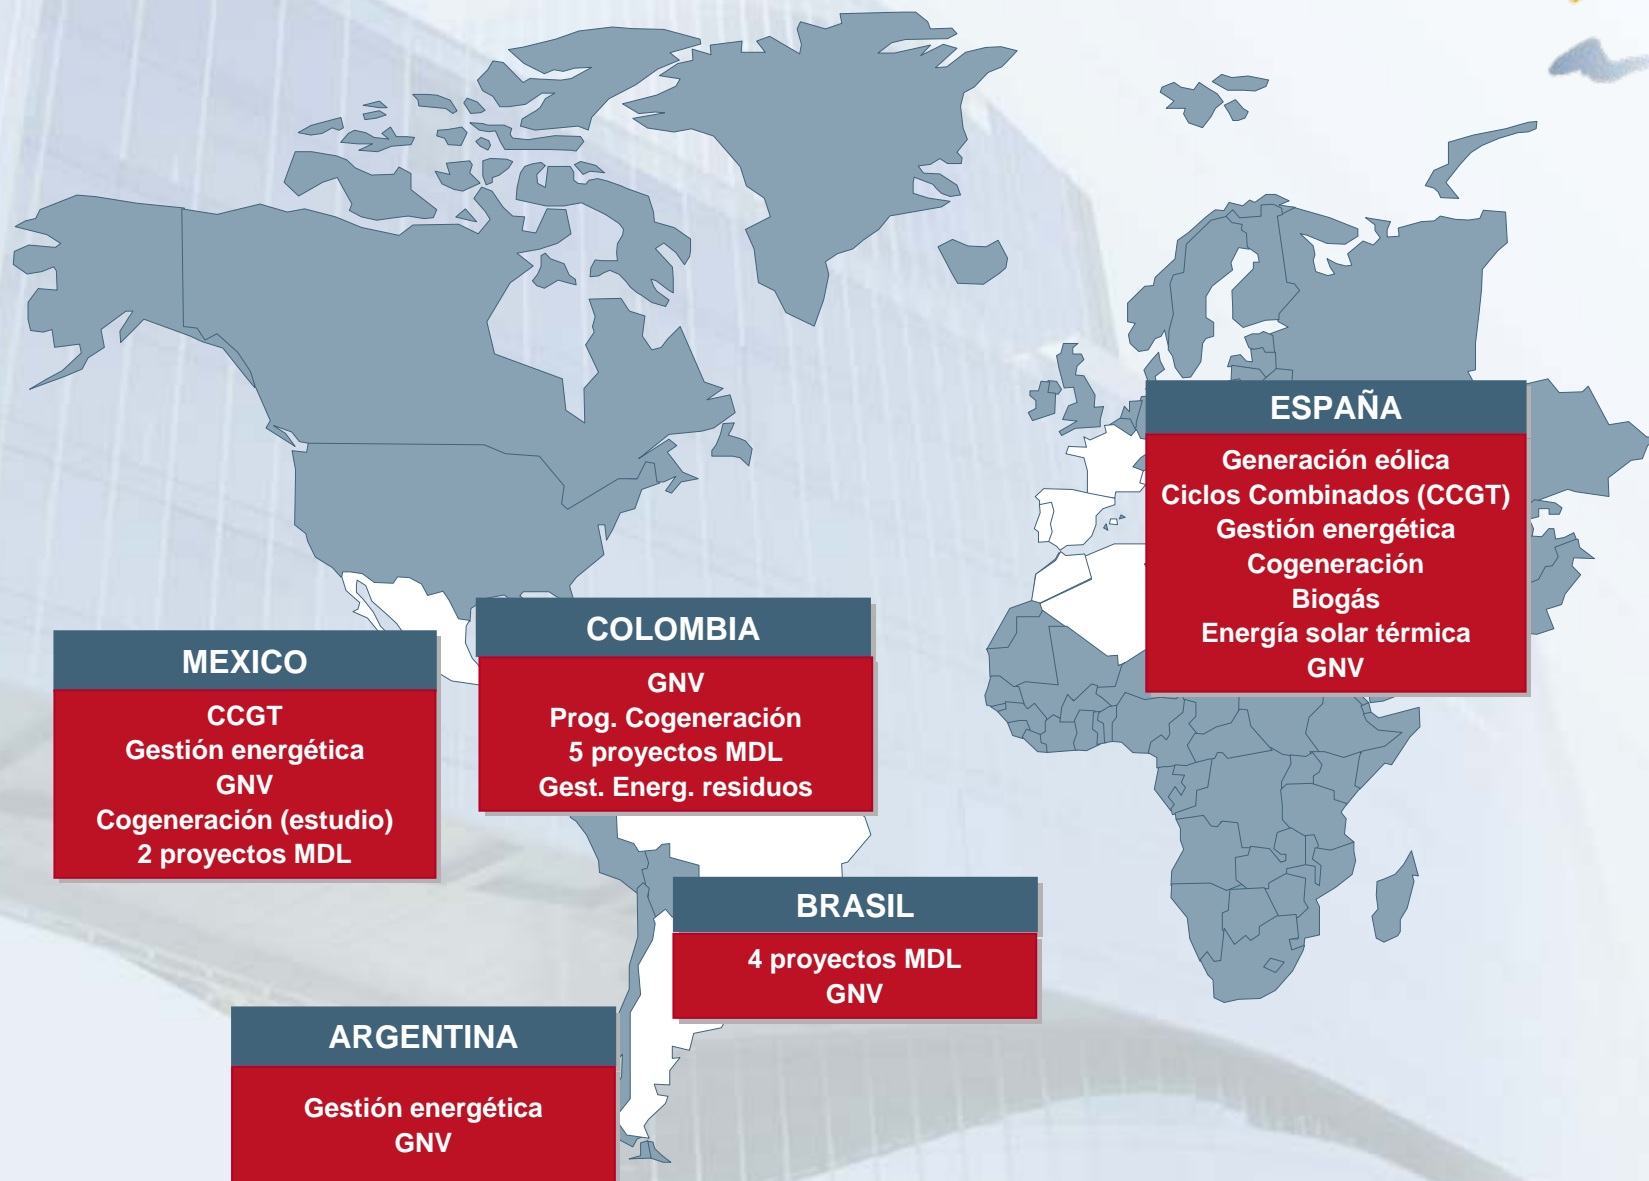 ESPAÑA
Generación eólica
Ciclos Combinados (CCGT)
Gestión energética
Cogeneración
Biogás
Energía solar térmica
GNV
COLOMBIA
GNV
Prog. Cogeneración
5 proyectos MDL
Gest. Energ. residuos
MEXICO
CCGT
Gestión energética
GNV
Cogeneración (estudio)
2 proyectos MDL
BRASIL
4 proyectos MDL
GNV
ARGENTINA
Gestión energética
GNV